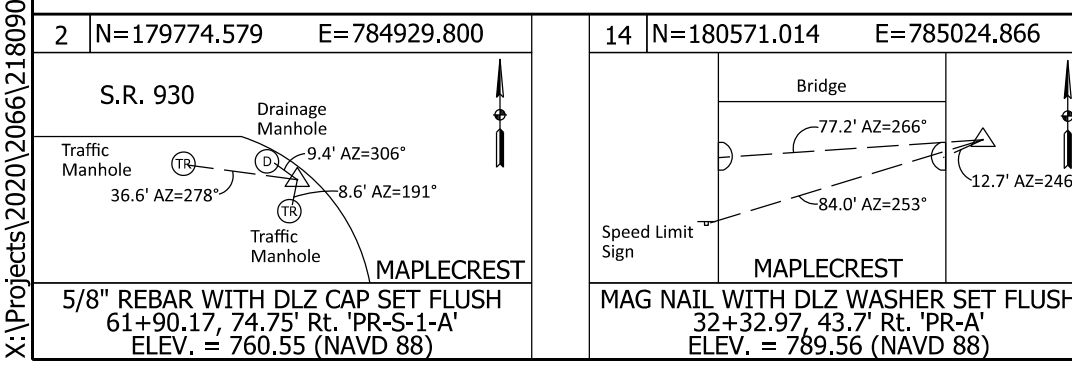 X:\Projects\2020\2066\218090
2 N=179774.579 E=784929.800
S.R. 930
Drainage
Manhole
Traffic
Manhole
TR
D
9.4' AZ=306°
36.6' AZ=278°
8.6' AZ=191°
TR
Traffic
Manhole
MAPLECREST
5/8" REBAR WITH DLZ CAP SET FLUSH
61+90.17, 74.75' Rt. 'PR-S-1-A'
ELEV. = 760.55 (NAVD 88)
14 N=180571.014 E=785024.866
Bridge
77.2' AZ=266°
12.7' AZ=246
84.0' AZ=253°
Speed Limit
Sign
MAPLECREST
MAG NAIL WITH DLZ WASHER SET FLUSH
32+32.97, 43.7' Rt. 'PR-A'
ELEV. = 789.56 (NAVD 88)